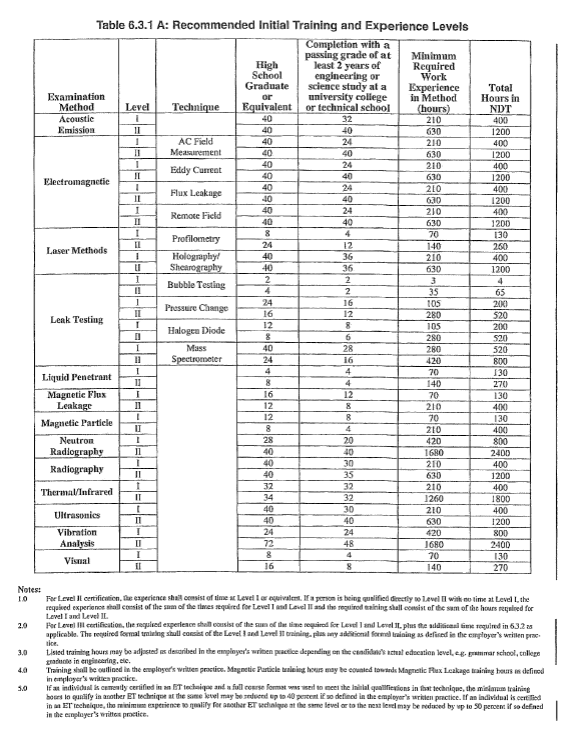 Table 6.3.1 A: Recommended Initial Training and Experience Levels
Examination Method | Level | Technique | High School Graduate or Equivalent | Completion with a passing grade of at least 2 years of engineering or science study at a university college or technical school | Minimum Required Work Experience in Method (hours) | Total Hours in NDT
Acoustic Emission | I | 40 | 32 | 210 | 400
II | 40 | 40 | 630 | 1200
Electromagnetic | I | AC Field Measurement | 40 | 24 | 210 | 400
II | 40 | 40 | 630 | 1200
I | Eddy Current | 40 | 24 | 210 | 400
II | 40 | 40 | 630 | 1200
I | Flux Leakage | 40 | 24 | 210 | 400
II | 40 | 40 | 630 | 1200
I | Remote Field | 40 | 24 | 210 | 400
II | 40 | 40 | 630 | 1200
Laser Methods | I | Profilometry | 8 | 4 | 70 | 130
II | 24 | 12 | 140 | 260
I | Holography/ Shearography | 40 | 36 | 210 | 400
II | 40 | 36 | 630 | 1200
Leak Testing | I | Bubble Testing | 2 | 2 | 3 | 4
II | 4 | 2 | 35 | 65
I | Pressure Change | 24 | 16 | 105 | 200
II | 16 | 12 | 280 | 520
I | Halogen Diode | 12 | 8 | 105 | 200
II | 8 | 6 | 280 | 520
I | Mass Spectrometer | 40 | 28 | 280 | 520
II | 24 | 16 | 420 | 800
Liquid Penetrant | I | 4 | 4 | 70 | 130
II | 8 | 4 | 140 | 270
Magnetic Flux Leakage | I | 16 | 12 | 70 | 130
II | 12 | 8 | 210 | 400
Magnetic Particle | I | 12 | 8 | 70 | 130
II | 8 | 4 | 210 | 400
Neutron Radiography | I | 28 | 20 | 420 | 800
II | 40 | 40 | 1680 | 2400
Radiography | I | 40 | 30 | 210 | 400
II | 40 | 35 | 630 | 1200
Thermal/Infrared | I | 32 | 32 | 210 | 400
II | 34 | 32 | 1260 | 1800
Ultrasonics | I | 40 | 30 | 210 | 400
II | 40 | 40 | 630 | 1200
Vibration Analysis | I | 24 | 24 | 420 | 800
II | 72 | 48 | 1680 | 2400
Visual | I | 8 | 4 | 70 | 130
II | 16 | 8 | 140 | 270
Notes:
1.0 For Level II certification, the experience shall consist of time at Level I or equivalent. If a person is being qualified directly to Level II with no time at Level I, the
required experience shall consist of the sum of the times required for Level I and Level II and the required training shall consist of the sum of the hours required for
Level I and Level II.
2.0 For Level III certification, the required experience shall consist of the sum of the time required for Level I and Level II, plus the additional time required in 6.3.2 as
applicable. The required formal training shall consist of the Level I and Level II training, plus any additional formal training as defined in the employer's written prac-
tice.
3.0 Listed training hours may be adjusted as described in the employer's written practice depending on the candidate's actual education level, e.g. grammar school, college
graduate in engineering, etc.
4.0 Training shall be outlined in the employer's written practice. Magnetic Particle training hours may be counted towards Magnetic Flux Leakage training hours as defined
in employer's written practice.
5.0 If an individual is currently certified in an ET technique and a full course format was used to meet the initial qualifications in that technique, the minimum training
hours to qualify in another ET technique at the same level may be reduced up to 40 percent if so defined in the employer's written practice. If an individual is certified
in an ET technique, the minimum experience to qualify for another ET technique at the same level or to the next level may be reduced by up to 50 percent if so defined
in the employer's written practice.